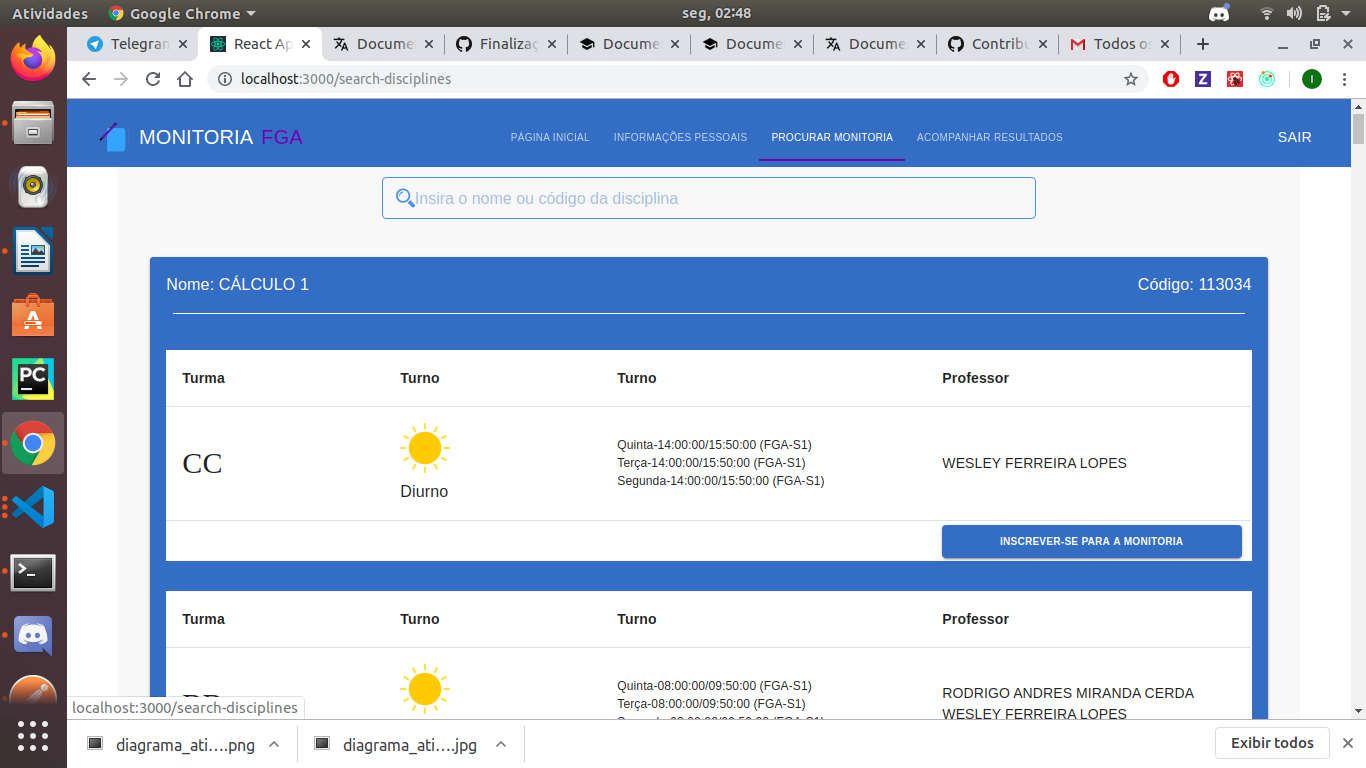 Atividades
Google Chrome
seg, 02:48
Telegram
React Ap
Docume
Finalizaç
Docume
Docume
Docume
Contribu
Todos os
localhost:3000/search-disciplines
MONITORIA FGA
PÁGINA INICIAL
INFORMAÇÕES PESSOAIS
PROCURAR MONITORIA
ACOMPANHAR RESULTADOS
SAIR
Insira o nome ou código da disciplina
Nome: CÁLCULO 1
Código: 113034
Turma
Turno
Turno
Professor
CC
Diurno
Quinta-14:00:00/15:50:00 (FGA-S1)
Terça-14:00:00/15:50:00 (FGA-S1)
Segunda-14:00:00/15:50:00 (FGA-S1)
WESLEY FERREIRA LOPES
INSCREVER-SE PARA A MONITORIA
Turma
Turno
Turno
Professor
Quinta-08:00:00/09:50:00 (FGA-S1)
Terça-08:00:00/09:50:00 (FGA-S1)
RODRIGO ANDRES MIRANDA CERDA
WESLEY FERREIRA LOPES
localhost:3000/search-disciplines
diagrama_ati....png
diagrama_ati....jpg
Exibir todos